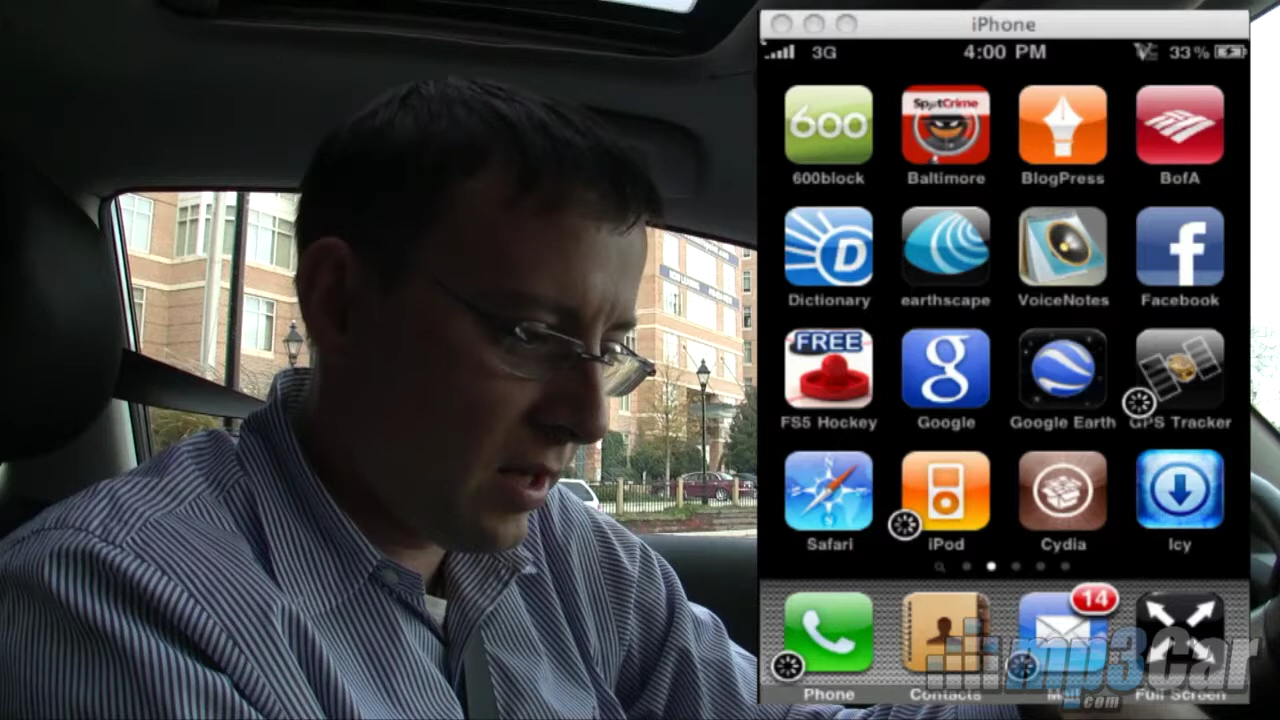 iPhone
3G 4:00 PM 33%
600 SpotCrime
600block Baltimore BlogPress BofA
D f
Dictionary earthscape VoiceNotes Facebook
FREE g
FS5 Hockey Google Google Earth GPS Tracker
Safari iPod Cydia Icy
14
mp3Car
.com
Phone Contacts Mail Full Screen